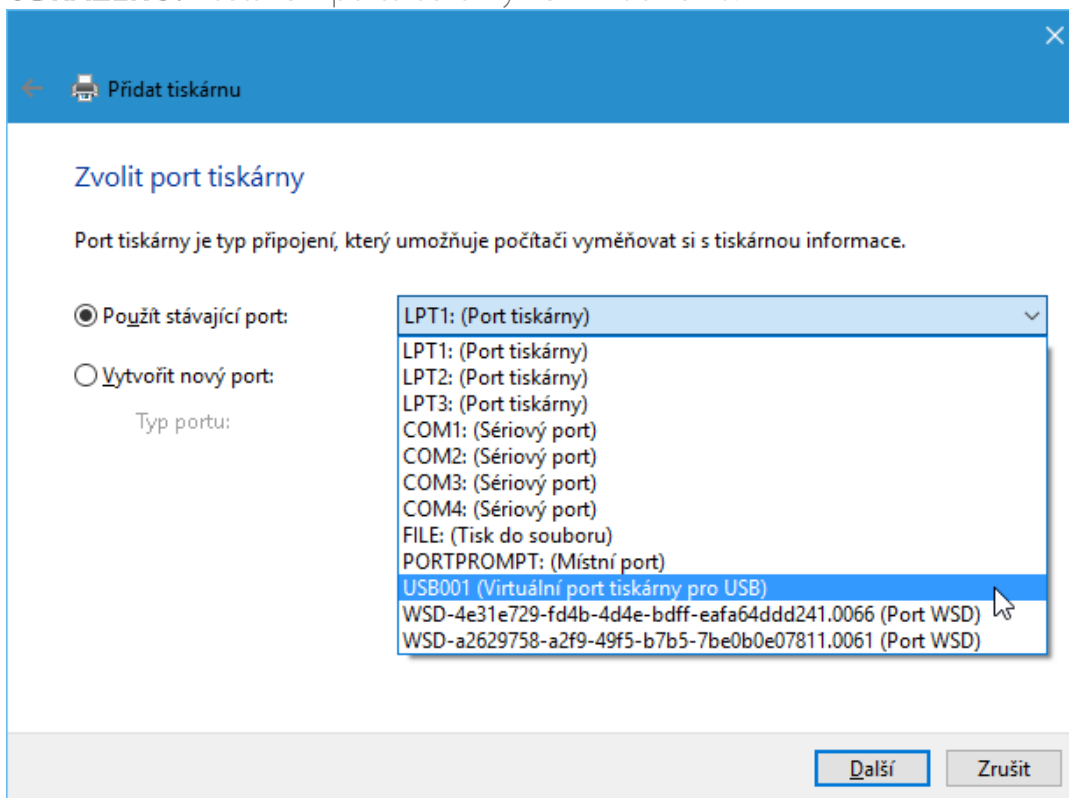 Přidat tiskárnu
Zvolit port tiskárny
Port tiskárny je typ připojení, který umožňuje počítači vyměňovat si s tiskárnou informace.
Použít stávající port:
LPT1: (Port tiskárny)
LPT1: (Port tiskárny)
LPT2: (Port tiskárny)
LPT3: (Port tiskárny)
COM1: (Sériový port)
COM2: (Sériový port)
COM3: (Sériový port)
COM4: (Sériový port)
FILE: (Tisk do souboru)
PORTPROMPT: (Místní port)
USB001 (Virtuální port tiskárny pro USB)
WSD-4e31e729-fd4b-4d4e-bdff-eafa64ddd241.0066 (Port WSD)
WSD-a2629758-a2f9-49f5-b7b5-7be0b0e07811.0061 (Port WSD)
Vytvořit nový port:
Typ portu:
Další
Zrušit